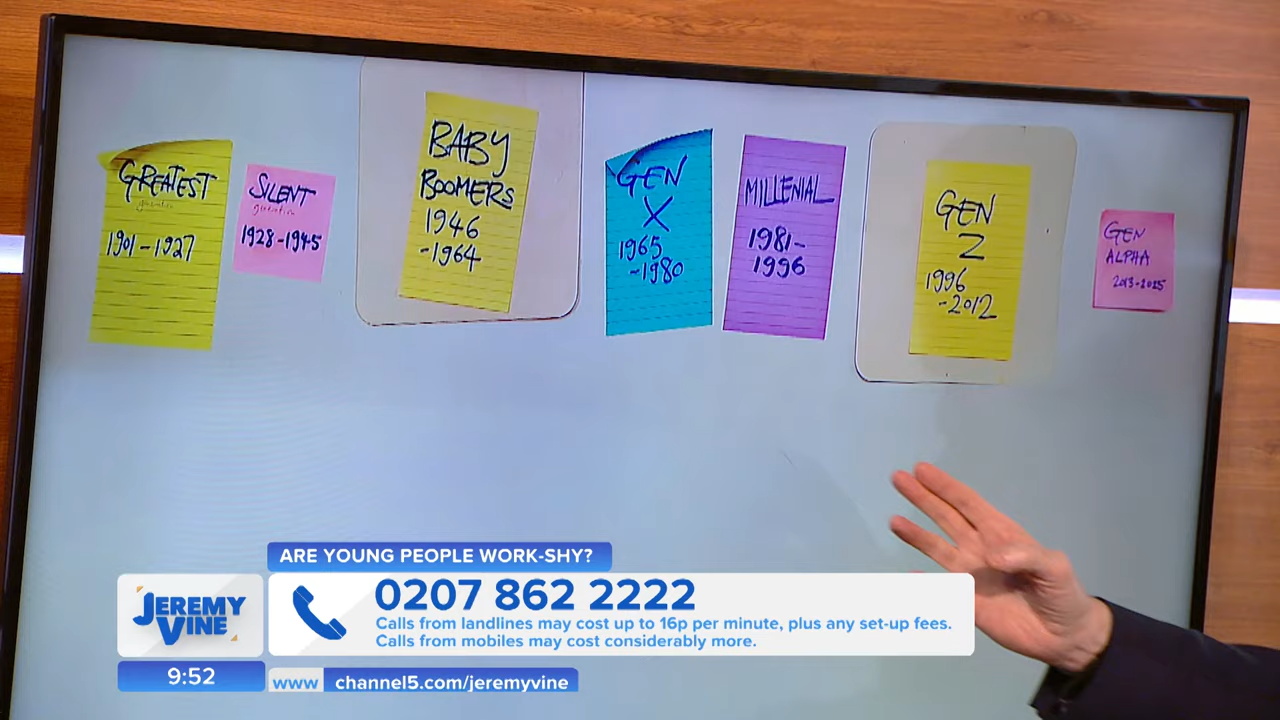 GREATEST
generation
1901-1927
SILENT
generation
1928-1945
BABY
BOOMERS
1946
-1964
GEN
X
1965
-1980
MILLENIAL
1981-
1996
GEN
Z
1996
-2012
GEN
ALPHA
2013-2025
ARE YOUNG PEOPLE WORK-SHY?
JEREMY
VINE
0207 862 2222
Calls from landlines may cost up to 16p per minute, plus any set-up fees.
Calls from mobiles may cost considerably more.
9:52
www channel5.com/jeremyvine